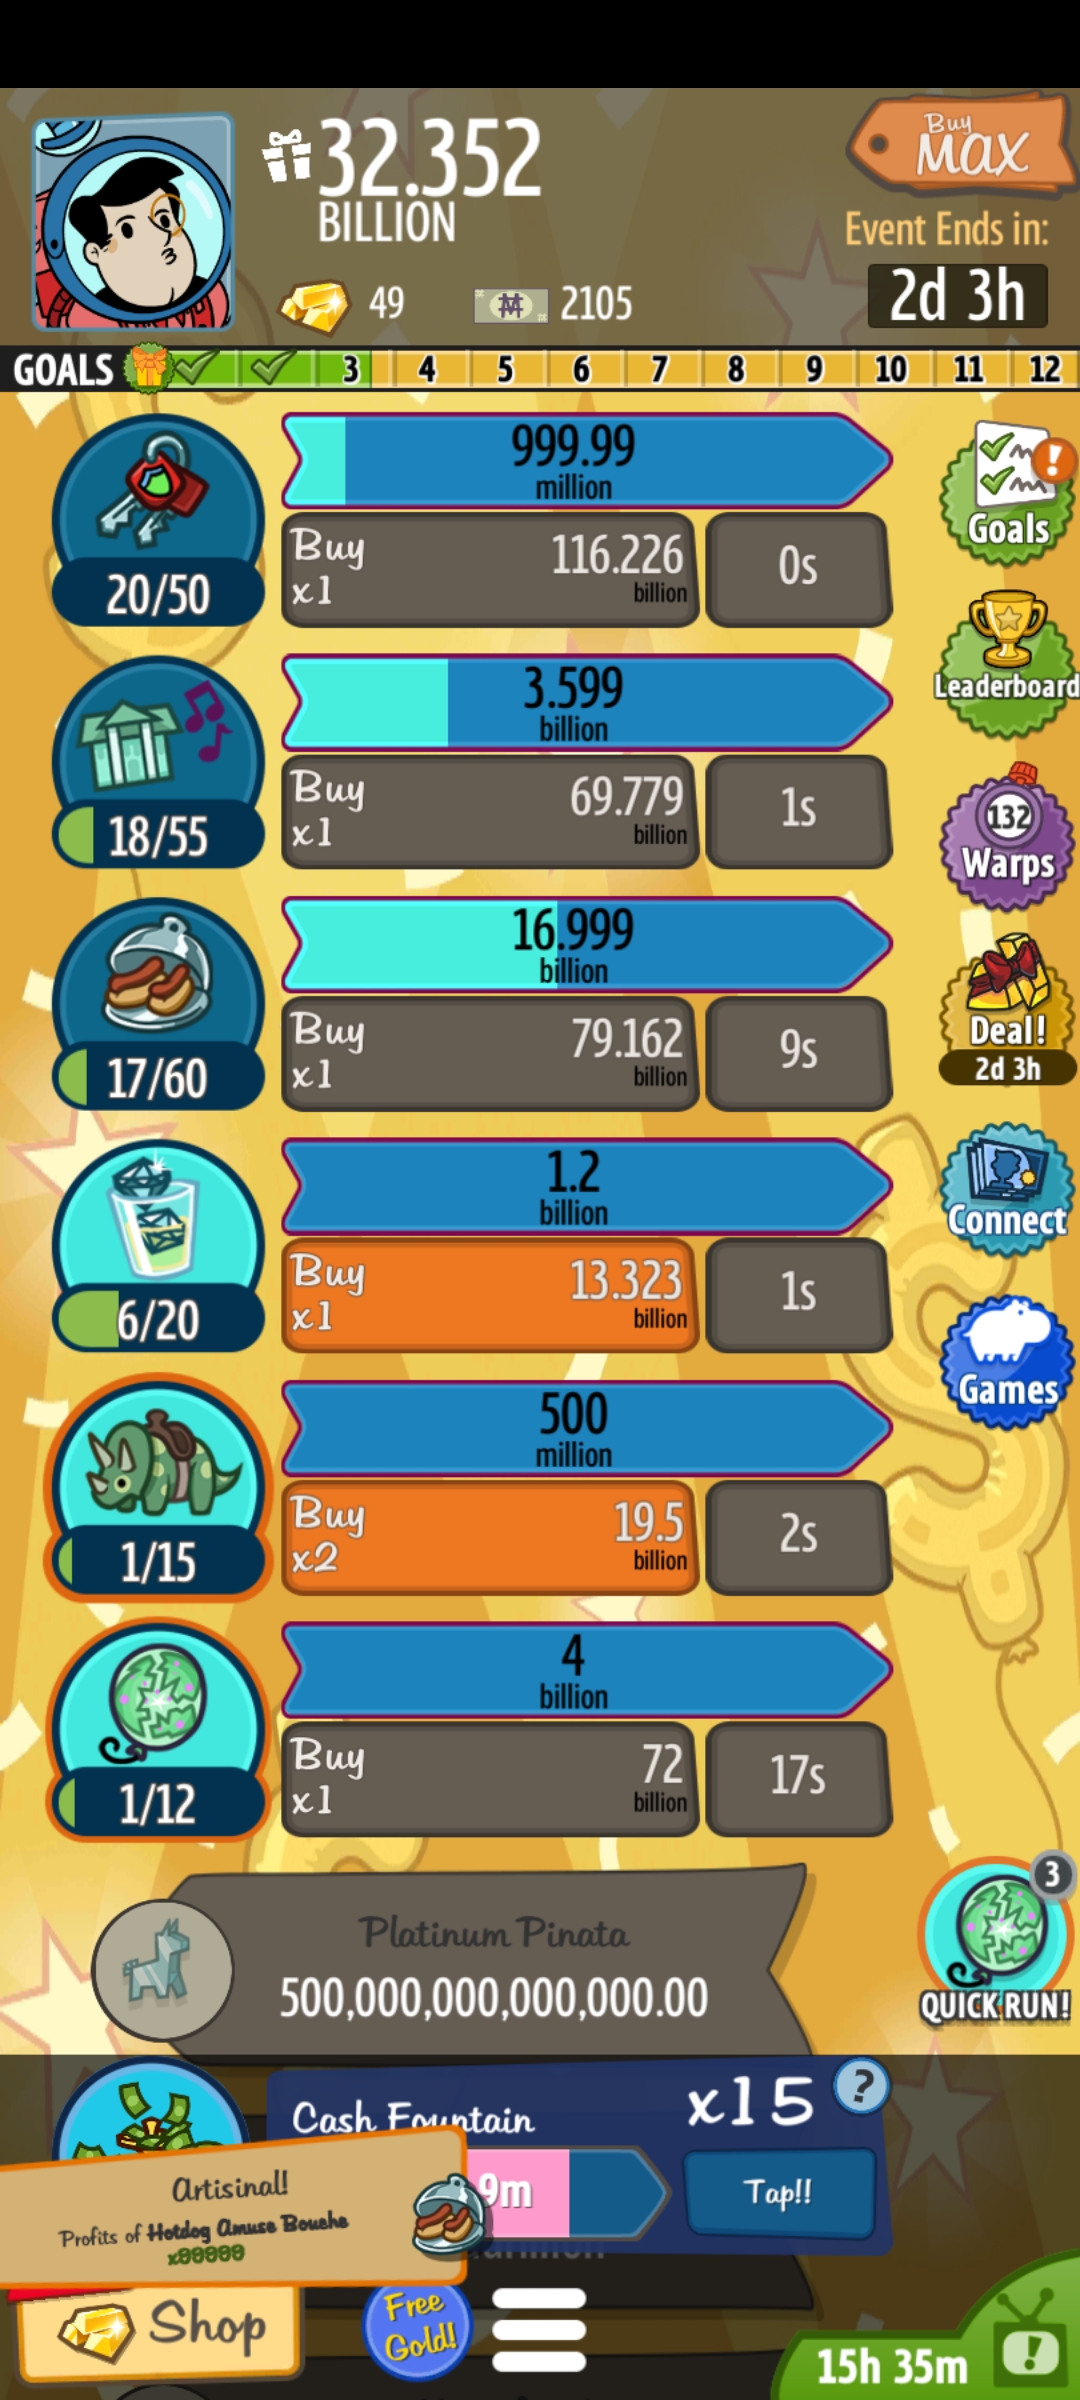 32.352
BILLION
Buy
MAX
Event Ends in:
2d 3h
49
2105
GOALS
3 4 5 6 7 8 9 10 11 12
999.99
million
Buy
x1
116.226
billion
0s
20/50
Goals
3.599
billion
Buy
x1
69.779
billion
1s
18/55
Leaderboard
132
Warps
16.999
billion
Buy
x1
79.162
billion
9s
17/60
Deal!
2d 3h
1.2
billion
Buy
x1
13.323
billion
1s
6/20
Connect
500
million
Buy
x2
19.5
billion
2s
1/15
Games
4
billion
Buy
x1
72
billion
17s
1/12
Platinum Pinata
500,000,000,000,000.00
3
QUICK RUN!
Cash Fountain
x15
?
9m
Tap!!
Artisinal!
Profits of Hotdog Amuse Bouche
x99999
Shop
Free
Gold!
15h 35m